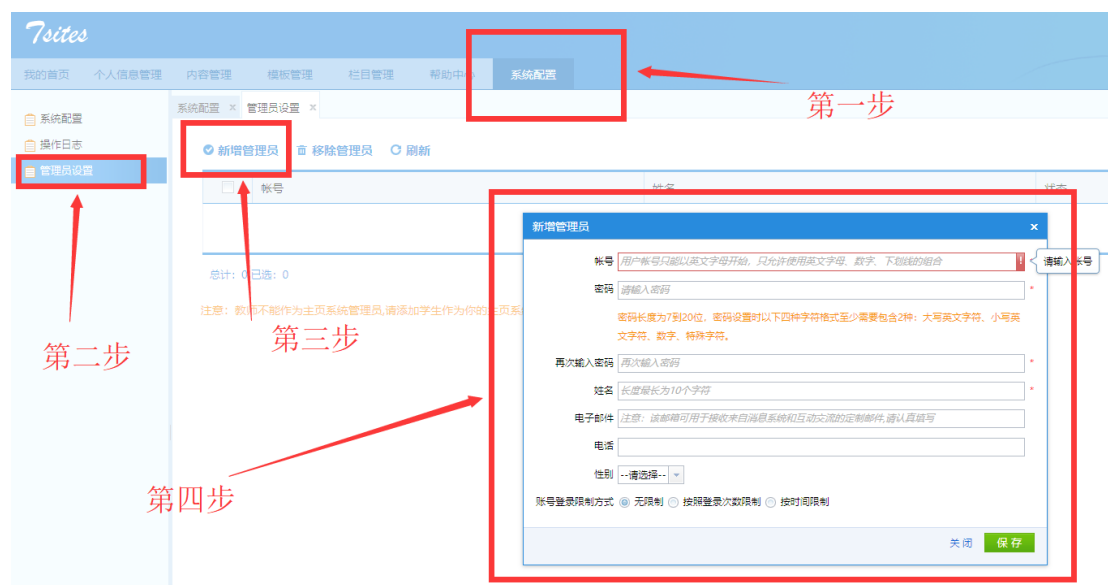 Tsites
我的首页 个人信息管理 内容管理 模板管理 栏目管理 帮助中心 系统配置
第一步
系统配置 × 管理员设置 ×
系统配置
操作日志
管理员设置
新增管理员 移除管理员 刷新
帐号 姓名 状态
新增管理员 ×
帐号 用户帐号只能以英文字母开始，只允许使用英文字母、数字、下划线的组合 ! 请输入帐号
总计：0 已选：0
密码 请输入密码 *
注意：教师不能作为主页系统管理员,请添加学生作为你的主页系
密码长度为7到20位，密码设置时以下四种字符格式至少需要包含2种：大写英文字符、小写英
文字符、数字、特殊字符。
第二步
第三步
再次输入密码 再次输入密码 *
姓名 长度最长为10个字符 *
电子邮件 注意：该邮箱可用于接收来自消息系统和互动交流的定制邮件,请认真填写
电话
性别 --请选择--
第四步
账号登录限制方式 无限制 按照登录次数限制 按时间限制
关闭 保存